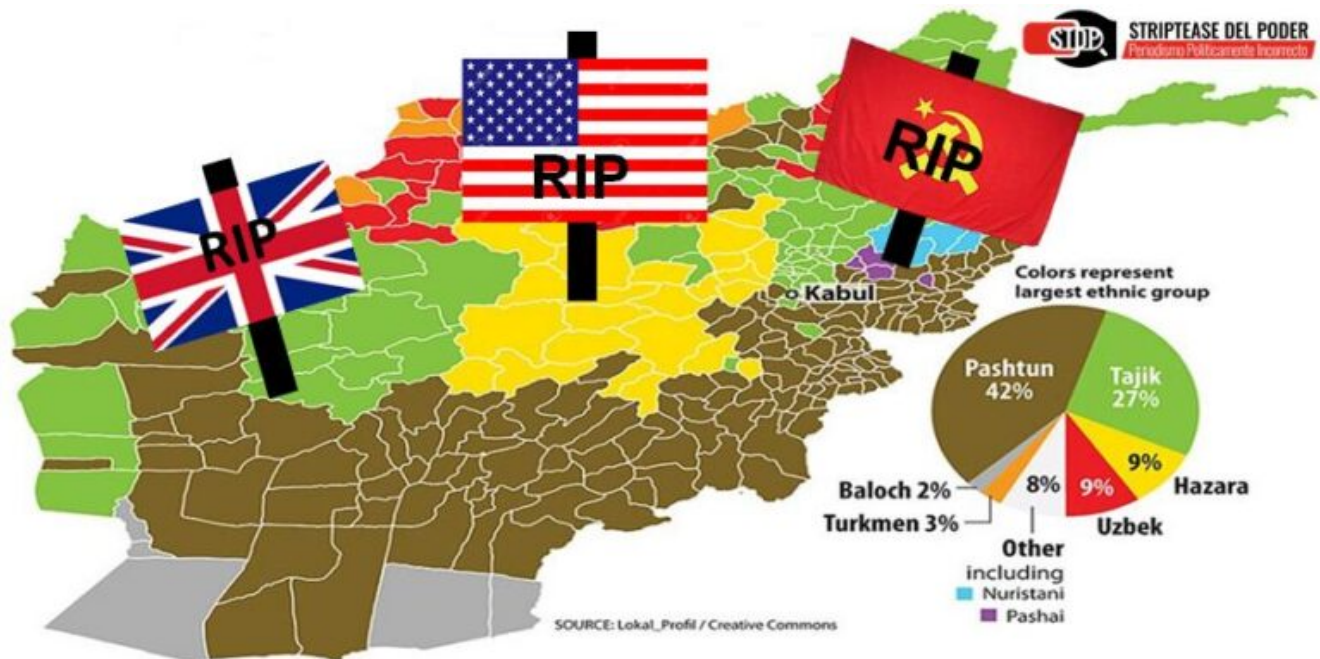 STDP
STRIPTEASE DEL PODER
Periodismo Politicamente Incorrecto
RIP
RIP
RIP
Kabul
Colors represent
largest ethnic group
Pashtun
42%
Tajik
27%
9%
Hazara
9%
Uzbek
8%
Other
including
Nuristani
Pashai
Baloch 2%
Turkmen 3%
SOURCE: Lokal_Profil / Creative Commons